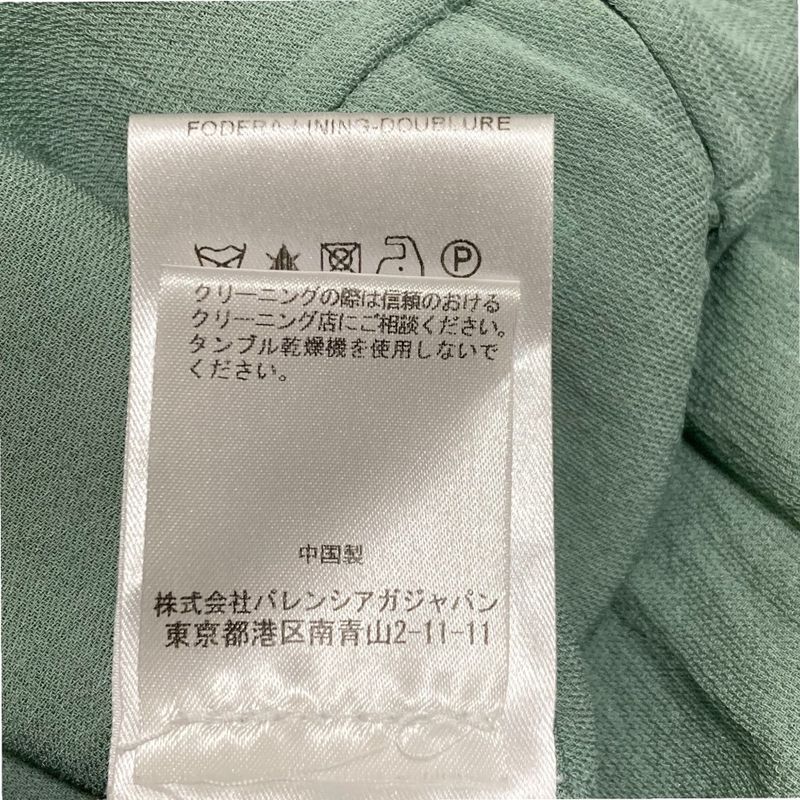 FODERA-LINING-DOUBLURE
P
クリーニングの際は信頼のおける
クリーニング店にご相談ください。
タンブル乾燥機を使用しないで
ください。
中国製
株式会社バレンシアガジャパン
東京都港区南青山2-11-11